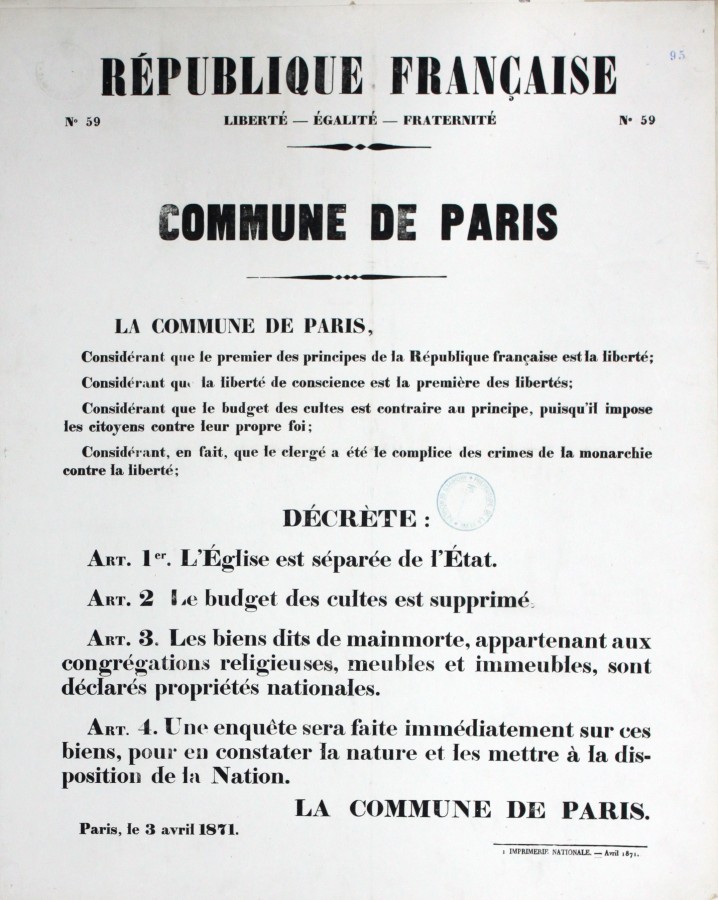 95
RÉPUBLIQUE FRANÇAISE
No 59 LIBERTÉ — ÉGALITÉ — FRATERNITÉ No 59
COMMUNE DE PARIS
LA COMMUNE DE PARIS,
Considérant que le premier des principes de la République française est la liberté;
Considérant que la liberté de conscience est la première des libertés;
Considérant que le budget des cultes est contraire au principe, puisqu'il impose
les citoyens contre leur propre foi;
Considérant, en fait, que le clergé a été le complice des crimes de la monarchie
contre la liberté;
DÉCRÈTE :
ART. 1er. L'Église est séparée de l'État.
ART. 2 Le budget des cultes est supprimé.
ART. 3. Les biens dits de mainmorte, appartenant aux
congrégations religieuses, meubles et immeubles, sont
déclarés propriétés nationales.
ART. 4. Une enquête sera faite immédiatement sur ces
biens, pour en constater la nature et les mettre à la dis-
position de la Nation.
LA COMMUNE DE PARIS.
Paris, le 3 avril 1871.
1 IMPRIMERIE NATIONALE. — Avril 1871.